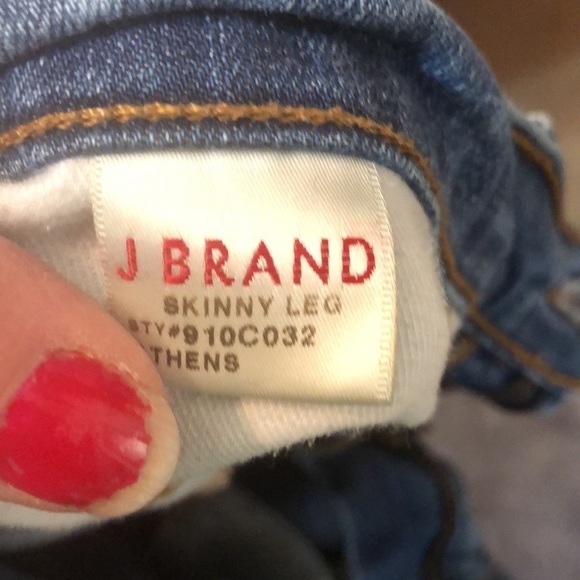 J BRAND
SKINNY LEG
STY#910C032
THENS